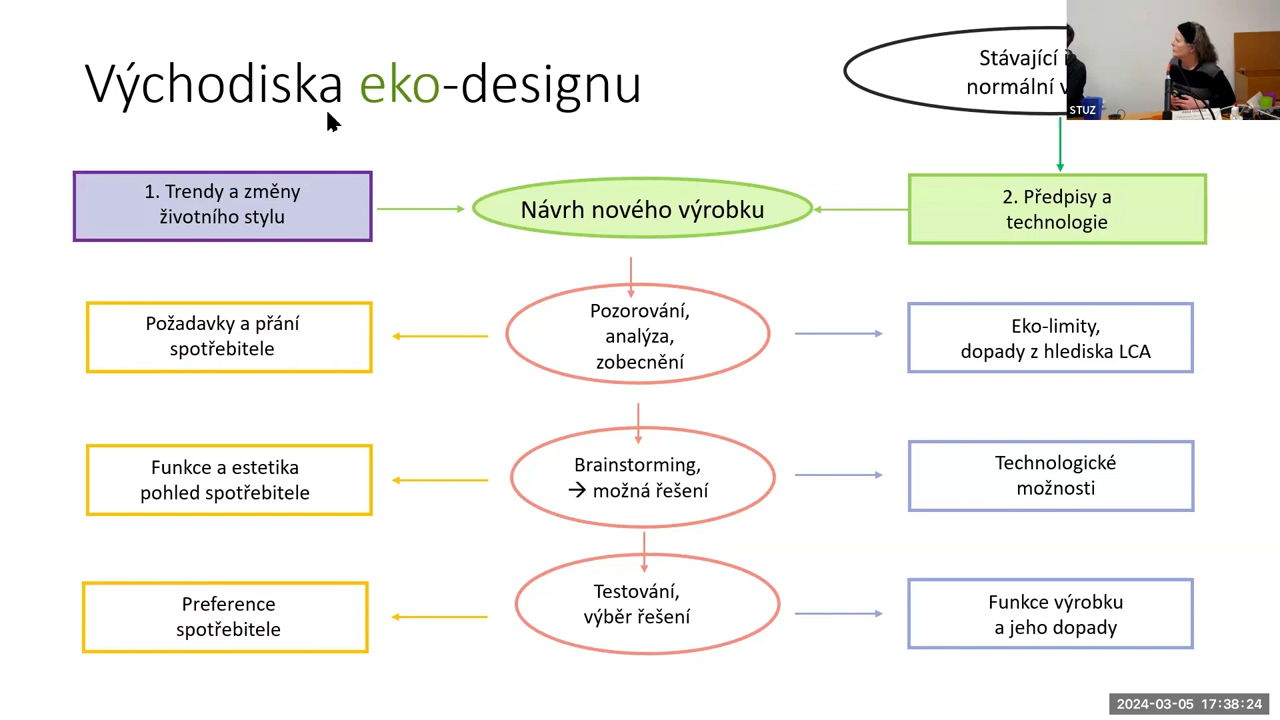 Východiska eko-designu
Stávající
normální
STUZ
1. Trendy a změny
životního stylu
Návrh nového výrobku
2. Předpisy a
technologie
Pozorování,
analýza,
zobecnění
Požadavky a přání
spotřebitele
Eko-limity,
dopady z hlediska LCA
Brainstorming,
→ možná řešení
Funkce a estetika
pohled spotřebitele
Technologické
možnosti
Testování,
výběr řešení
Preference
spotřebitele
Funkce výrobku
a jeho dopady
2024-03-05 17:38:24